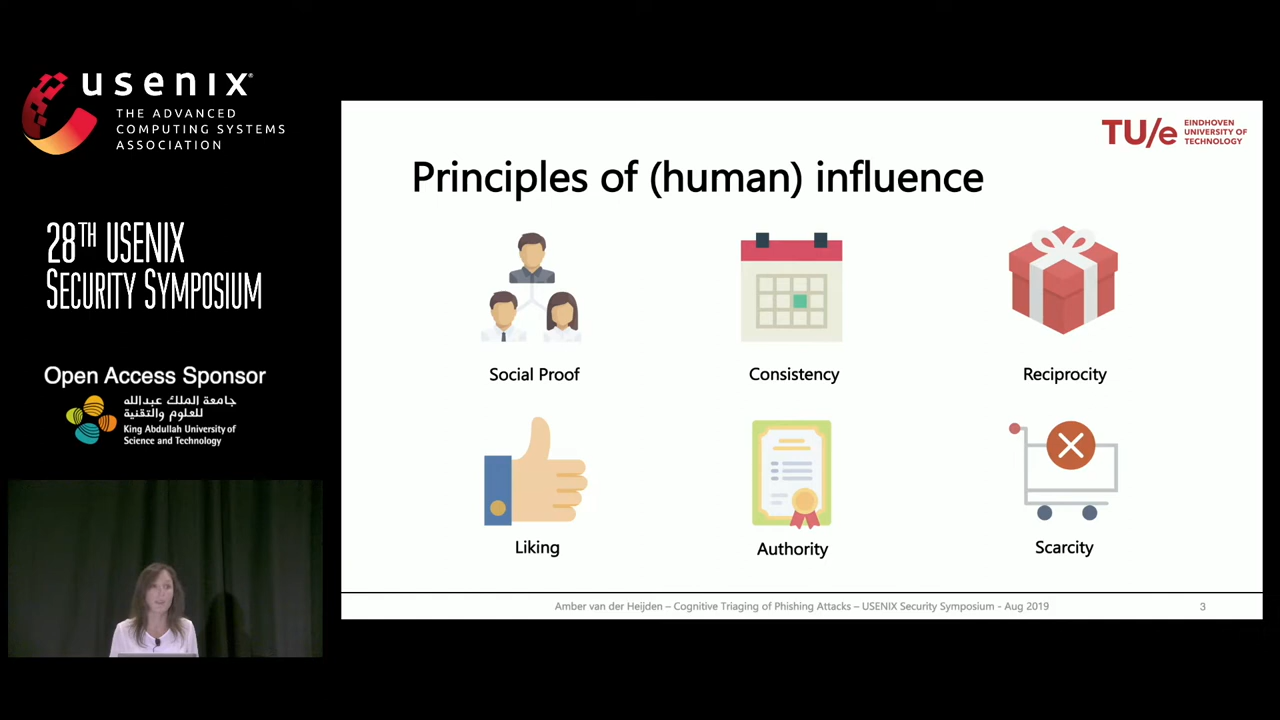 usenix®
THE ADVANCED
COMPUTING SYSTEMS
ASSOCIATION
28TH USENIX
SECURITY SYMPOSIUM
Open Access Sponsor
جامعة الملك عبدالله
للعلوم والتقنية
King Abdullah University of
Science and Technology
TU/e
EINDHOVEN
UNIVERSITY OF
TECHNOLOGY
Principles of (human) influence
Social Proof
Consistency
Reciprocity
Liking
Authority
Scarcity
Amber van der Heijden – Cognitive Triaging of Phishing Attacks – USENIX Security Symposium - Aug 2019
3